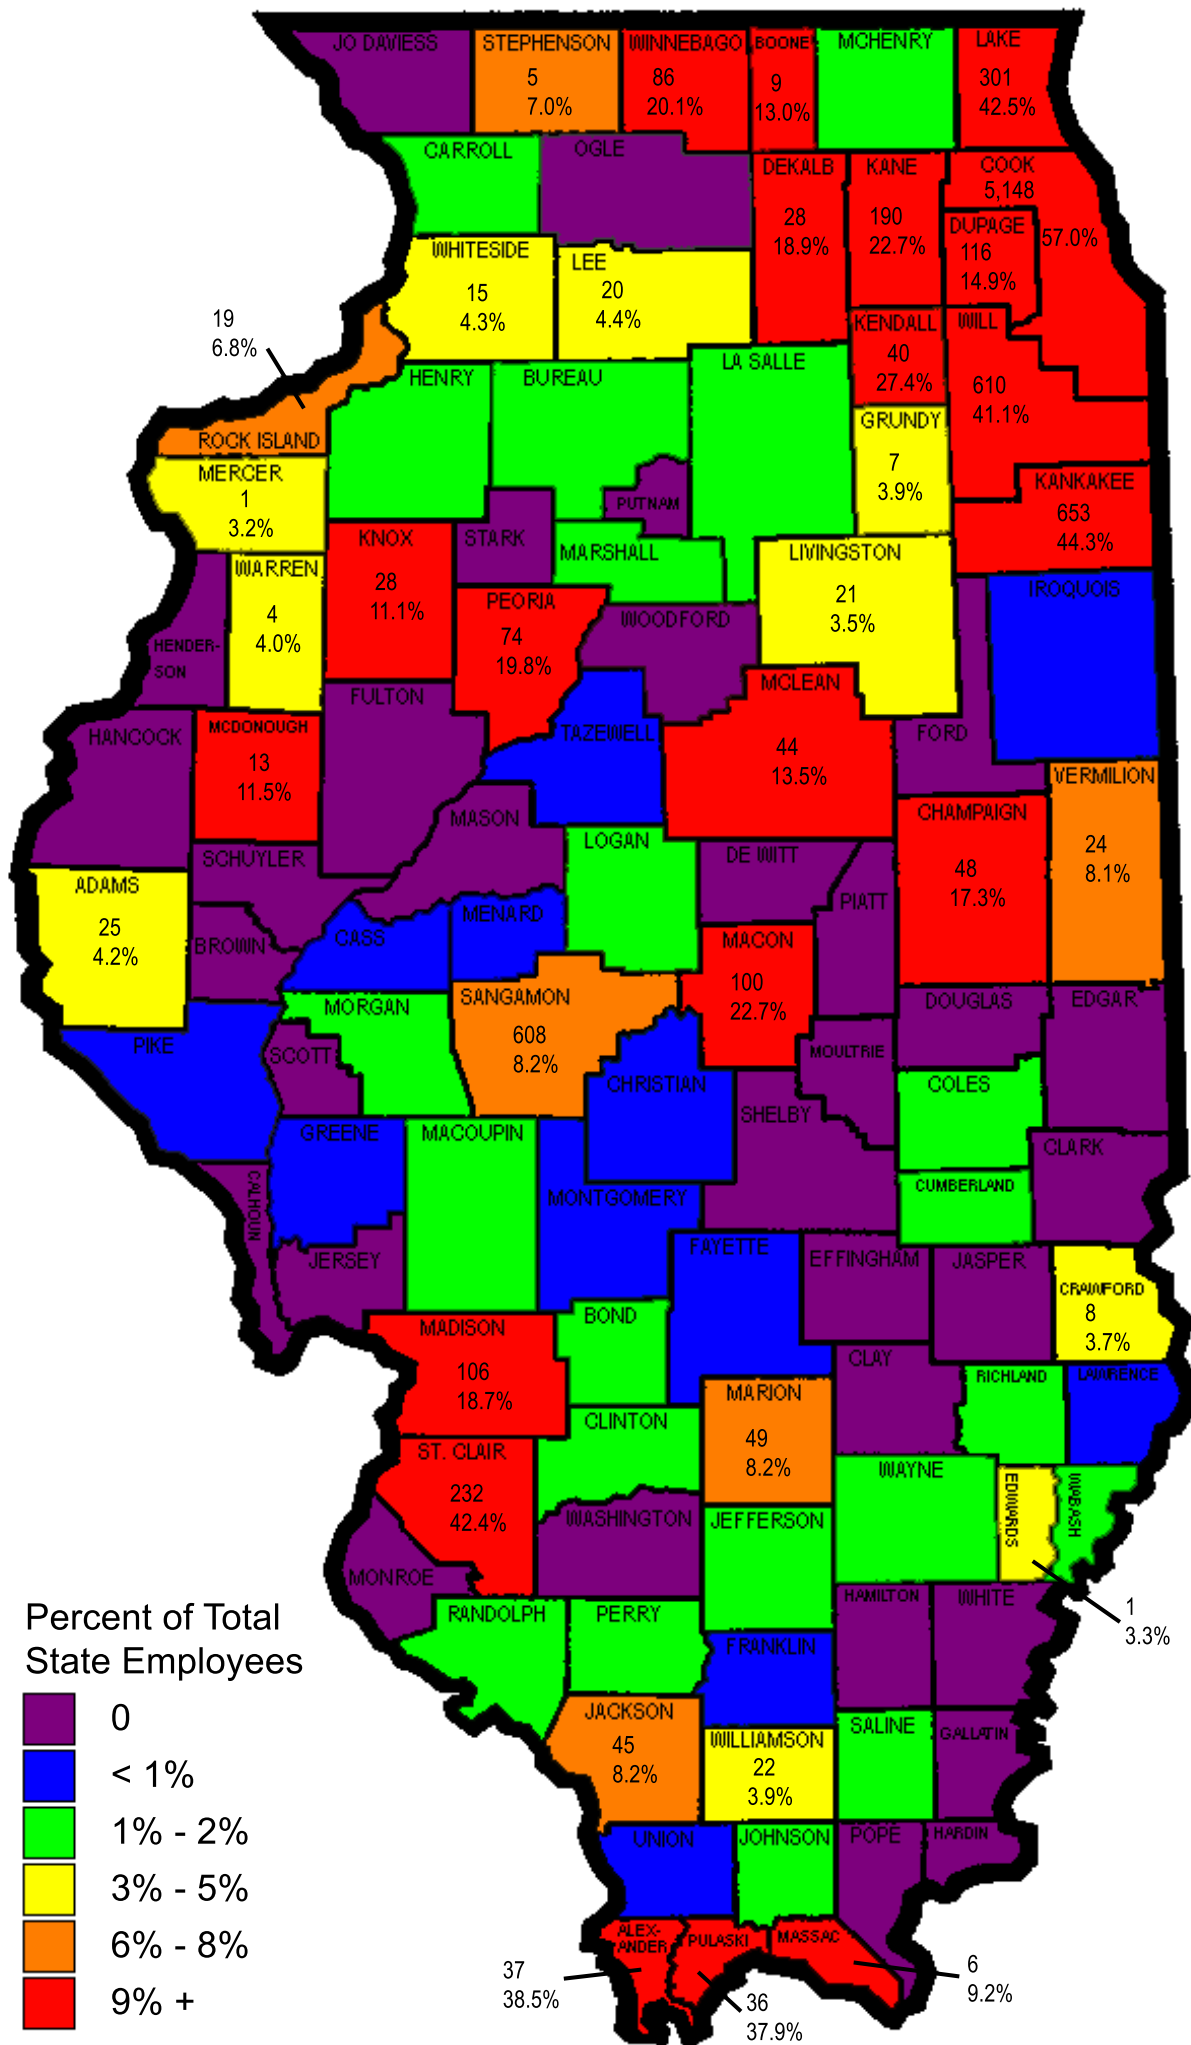 JO DAVIESS
STEPHENSON
5
7.0%
WINNEBAGO
86
20.1%
BOONE
9
13.0%
MCHENRY
LAKE
301
42.5%
CARROLL
OGLE
DEKALB
28
18.9%
KANE
190
22.7%
COOK
5,148
57.0%
DUPAGE
116
14.9%
WHITESIDE
15
4.3%
LEE
20
4.4%
19
6.8%
ROCK ISLAND
HENRY
BUREAU
LA SALLE
KENDALL
40
27.4%
WILL
610
41.1%
GRUNDY
7
3.9%
MERCER
1
3.2%
PUTNAM
KANKAKEE
653
44.3%
KNOX
28
11.1%
STARK
MARSHALL
LIVINGSTON
21
3.5%
WARREN
4
4.0%
HENDER-
SON
PEORIA
74
19.8%
WOODFORD
IROQUOIS
FULTON
MCLEAN
44
13.5%
HANCOCK
MCDONOUGH
13
11.5%
TAZEWELL
FORD
VERMILION
24
8.1%
MASON
CHAMPAIGN
48
17.3%
LOGAN
DE WITT
SCHUYLER
ADAMS
25
4.2%
PIATT
BROWN
CASS
MENARD
MACON
100
22.7%
MORGAN
SANGAMON
608
8.2%
DOUGLAS
EDGAR
PIKE
SCOTT
MOULTRIE
CHRISTIAN
COLES
SHELBY
GREENE
MACOUPIN
CLARK
CALHOUN
MONTGOMERY
CUMBERLAND
JERSEY
FAYETTE
EFFINGHAM
JASPER
CRAWFORD
8
3.7%
MADISON
106
18.7%
BOND
CLAY
RICHLAND
LAWRENCE
MARION
49
8.2%
CLINTON
ST. CLAIR
232
42.4%
WAYNE
EDWARDS
1
3.3%
WABASH
WASHINGTON
JEFFERSON
MONROE
RANDOLPH
PERRY
HAMILTON
WHITE
FRANKLIN
JACKSON
45
8.2%
WILLIAMSON
22
3.9%
SALINE
GALLATIN
UNION
JOHNSON
POPE
HARDIN
ALEX-
ANDER
37
38.5%
PULASKI
36
37.9%
MASSAC
6
9.2%
Percent of Total
State Employees
0
< 1%
1% - 2%
3% - 5%
6% - 8%
9% +